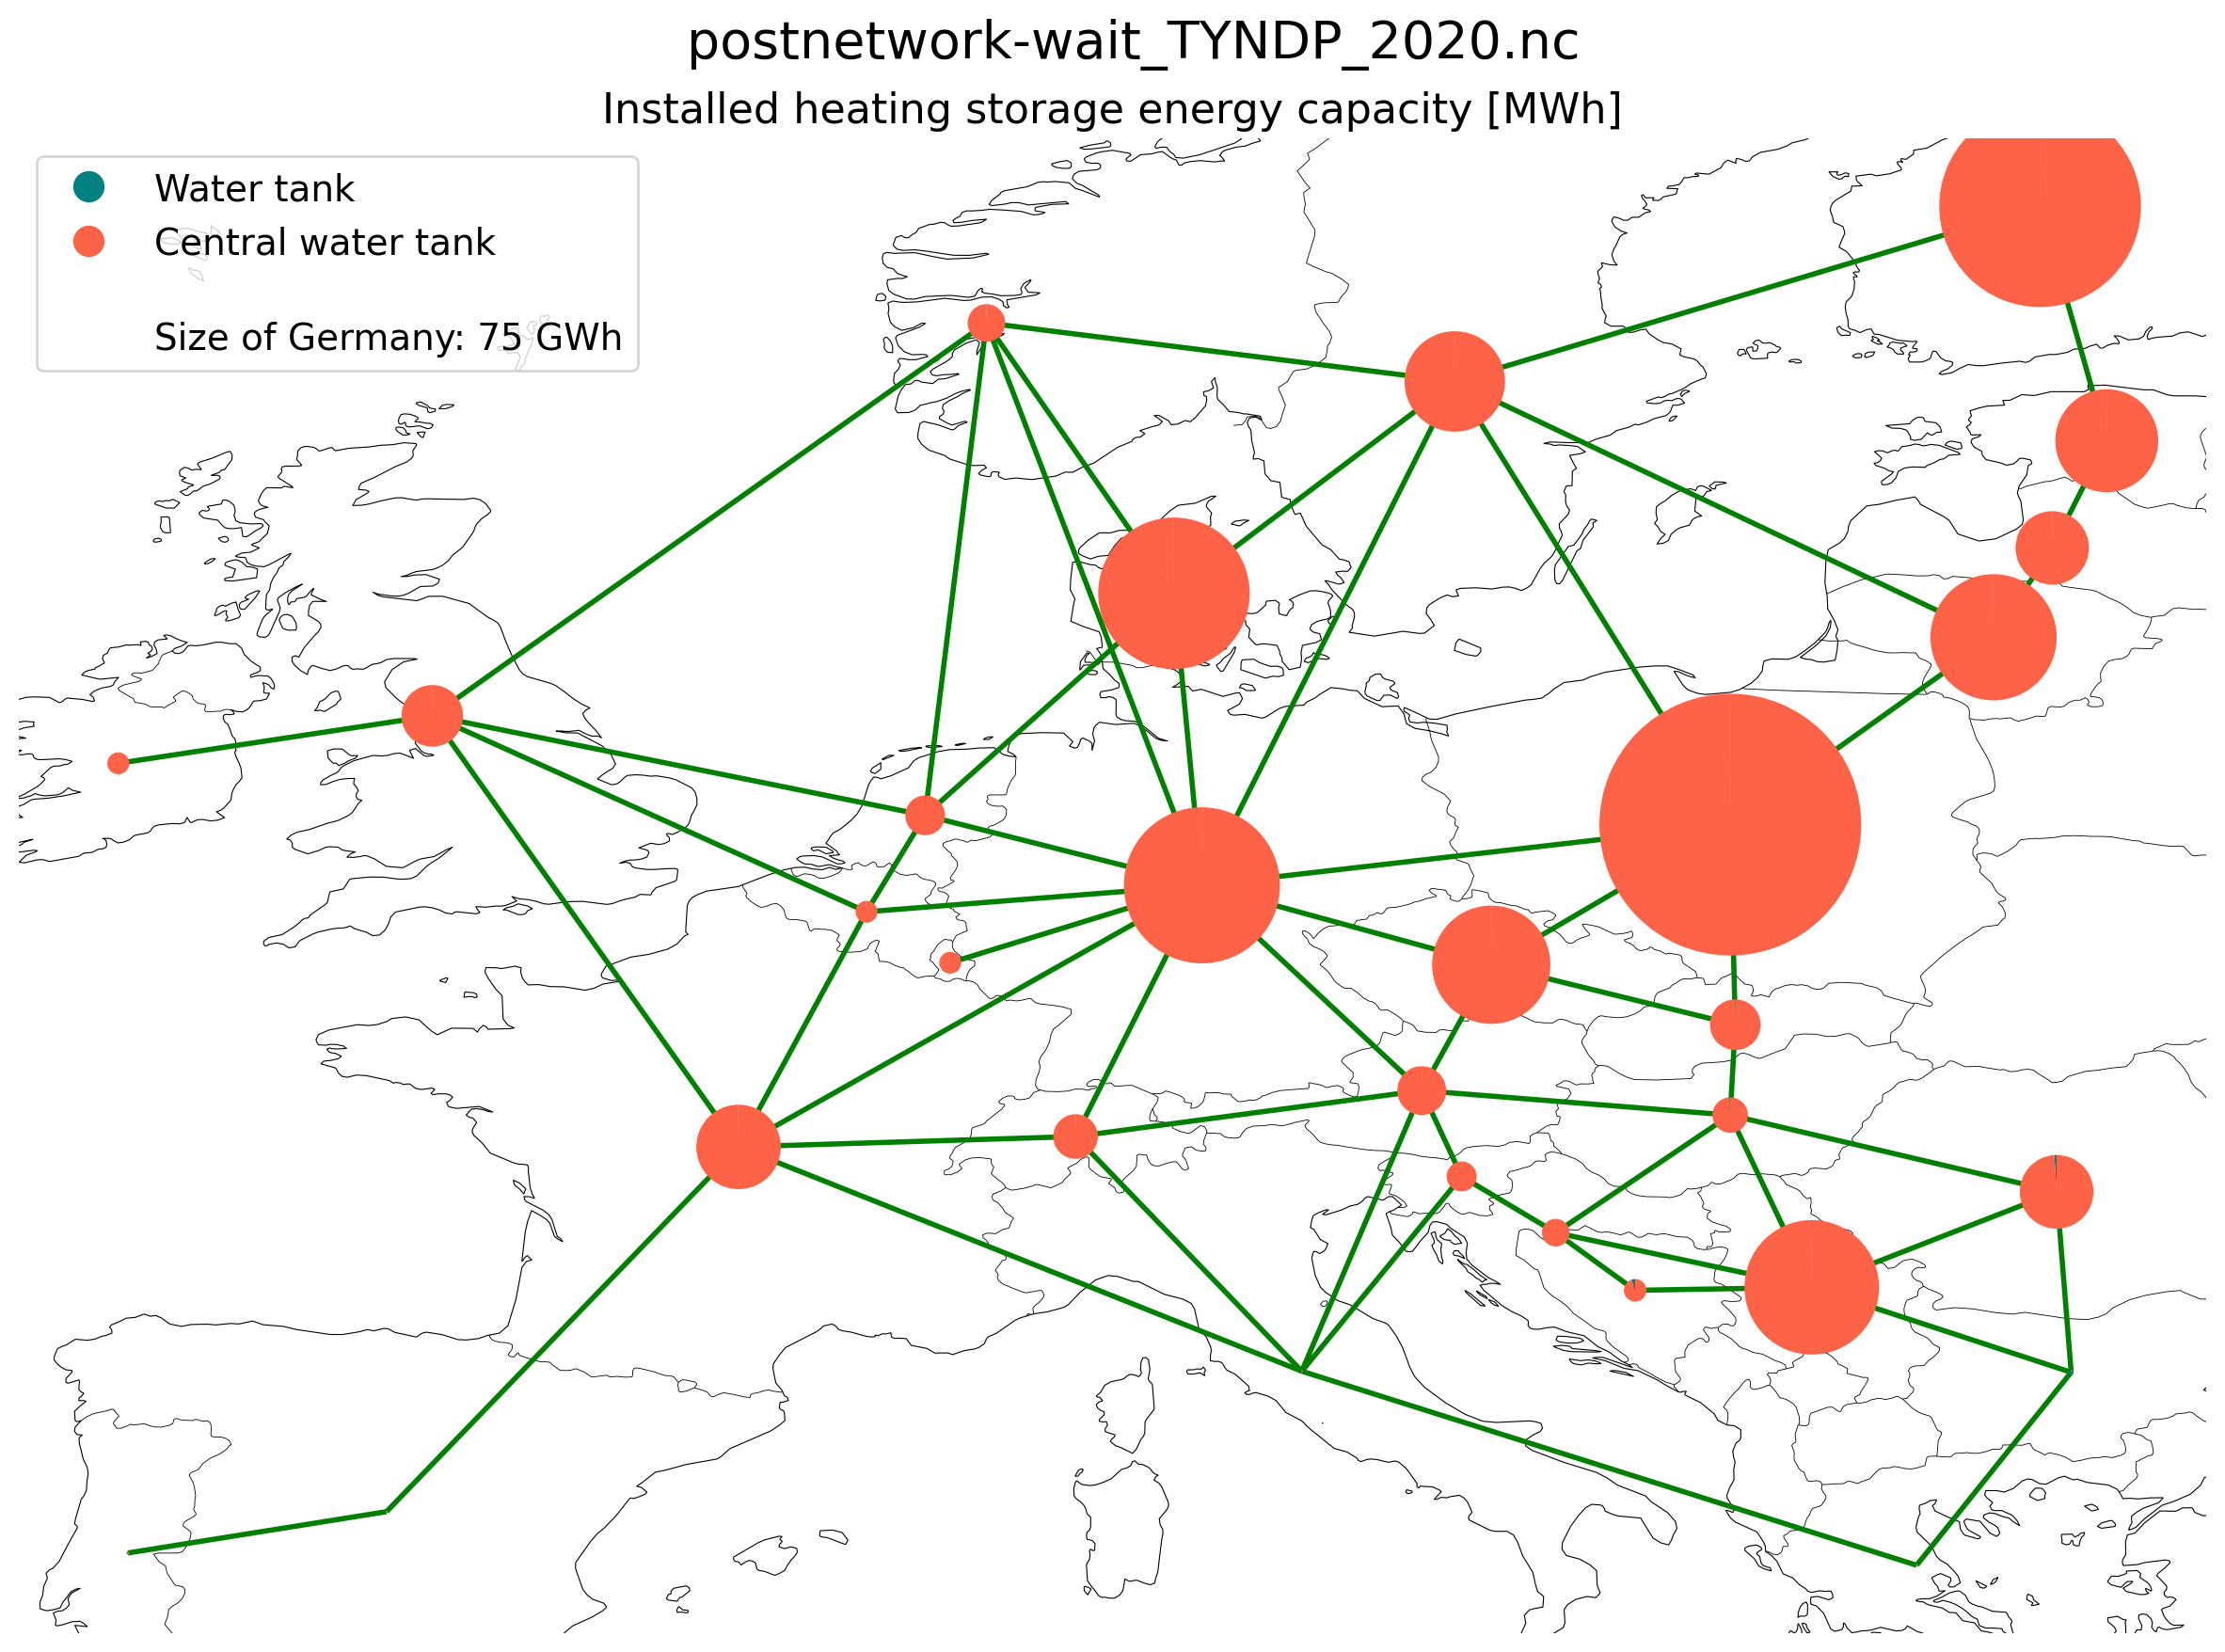 postnetwork-wait_TYNDP_2020.nc
Installed heating storage energy capacity [MWh]
Water tank
Central water tank
Size of Germany: 75 GWh